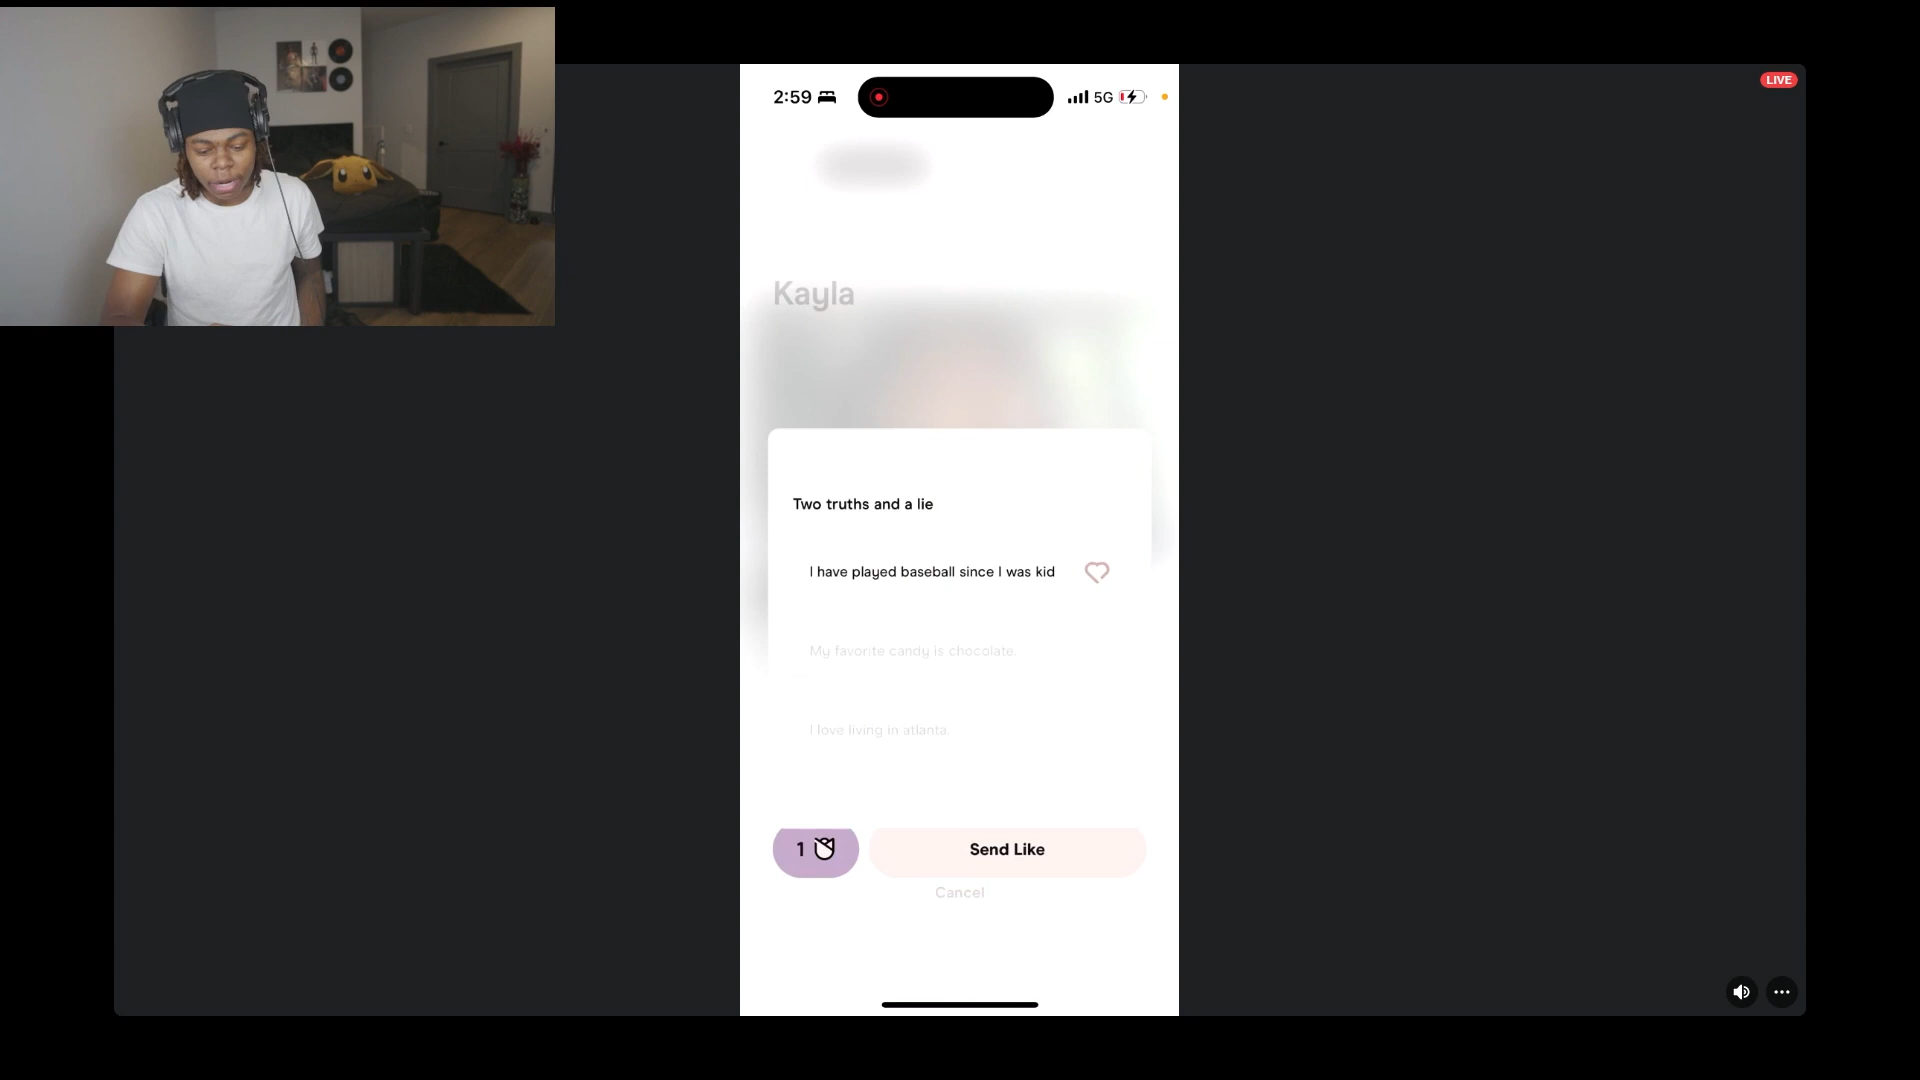 LIVE
2:59
5G
Kayla
Two truths and a lie
I have played baseball since I was kid
My favorite candy is chocolate.
I love living in atlanta.
1
Send Like
Cancel